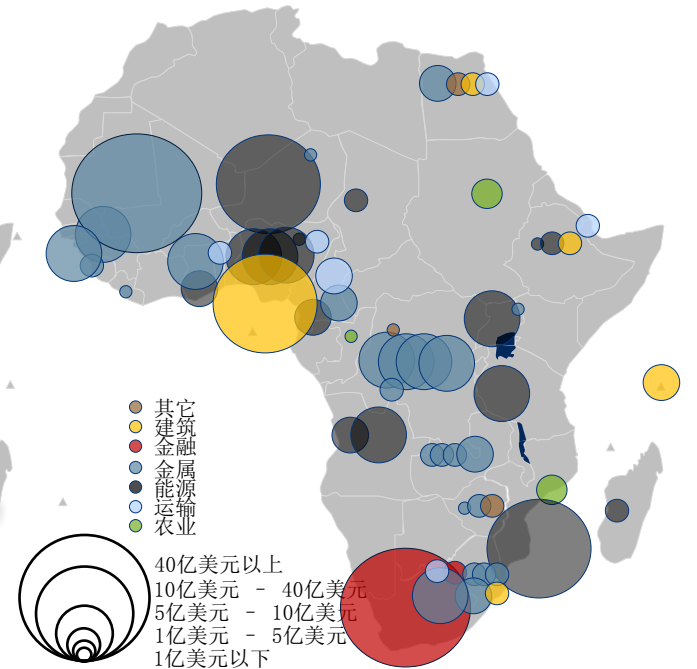 其它
建筑
金融
金属
能源
运输
农业
40亿美元以上
10亿美元 - 40亿美元
5亿美元 - 10亿美元
1亿美元 - 5亿美元
1亿美元以下